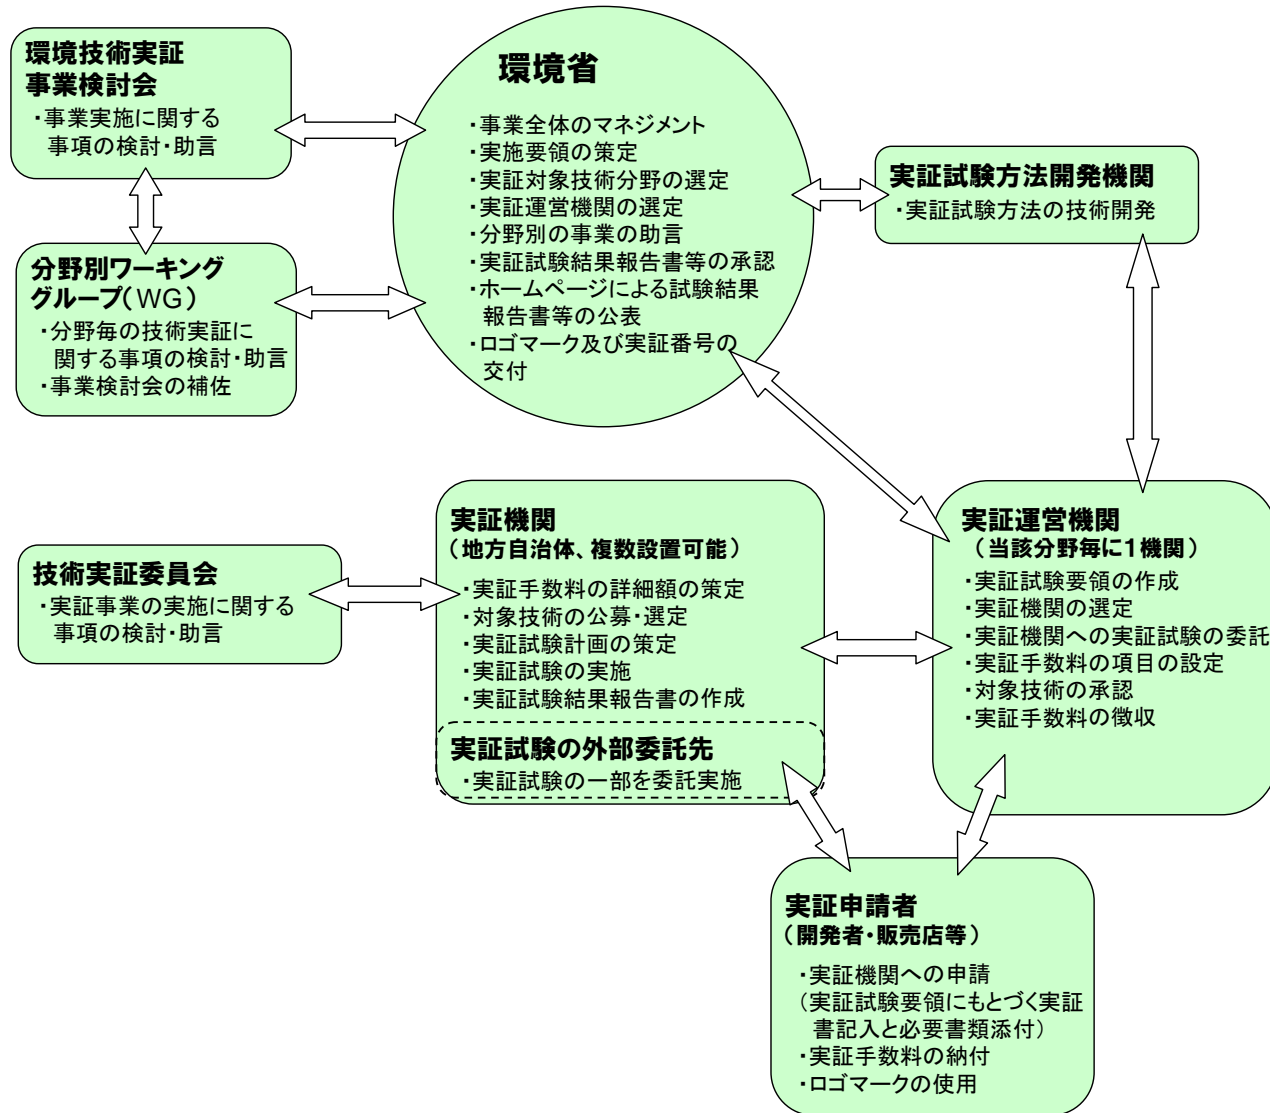 環境技術実証
事業検討会
・事業実施に関する
事項の検討・助言
分野別ワーキング
グループ(WG)
・分野毎の技術実証に
関する事項の検討・助言
・事業検討会の補佐
環境省
・事業全体のマネジメント
・実施要領の策定
・実証対象技術分野の選定
・実証運営機関の選定
・分野別の事業の助言
・実証試験結果報告書等の承認
・ホームページによる試験結果
報告書等の公表
・ロゴマーク及び実証番号の
交付
実証試験方法開発機関
・実証試験方法の技術開発
技術実証委員会
・実証事業の実施に関する
事項の検討・助言
実証機関
(地方自治体、複数設置可能)
・実証手数料の詳細額の策定
・対象技術の公募・選定
・実証試験計画の策定
・実証試験の実施
・実証試験結果報告書の作成
実証試験の外部委託先
・実証試験の一部を委託実施
実証運営機関
(当該分野毎に1機関)
・実証試験要領の作成
・実証機関の選定
・実証機関への実証試験の委託
・実証手数料の項目の設定
・対象技術の承認
・実証手数料の徴収
実証申請者
(開発者・販売店等)
・実証機関への申請
(実証試験要領にもとづく実証
書記入と必要書類添付)
・実証手数料の納付
・ロゴマークの使用